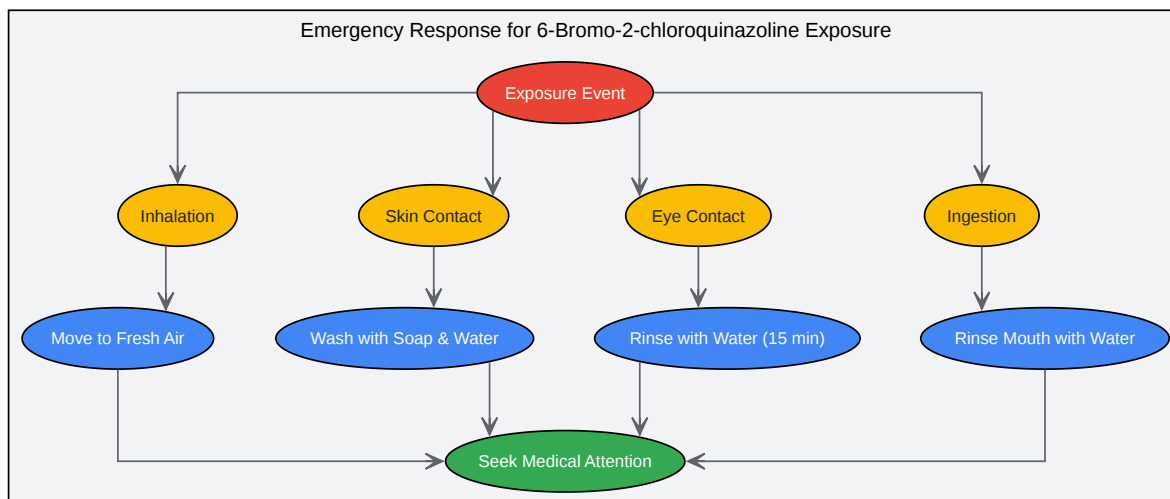 Emergency Response for 6-Bromo-2-chloroquinazoline Exposure
Exposure Event
Inhalation
Skin Contact
Eye Contact
Ingestion
Move to Fresh Air
Wash with Soap & Water
Rinse with Water (15 min)
Rinse Mouth with Water
Seek Medical Attention